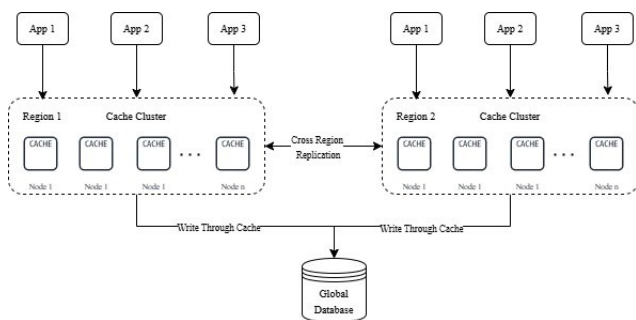 App 1
App 2
App 3
App 1
App 2
App 3
Region 1
Cache Cluster
Region 2
Cache Cluster
CACHE
CACHE
CACHE
CACHE
CACHE
CACHE
CACHE
CACHE
Cross Region
Replication
Node 1
Node 1
Node 1
Node n
Node 1
Node 1
Node 1
Node n
Write Through Cache
Write Through Cache
Global
Database